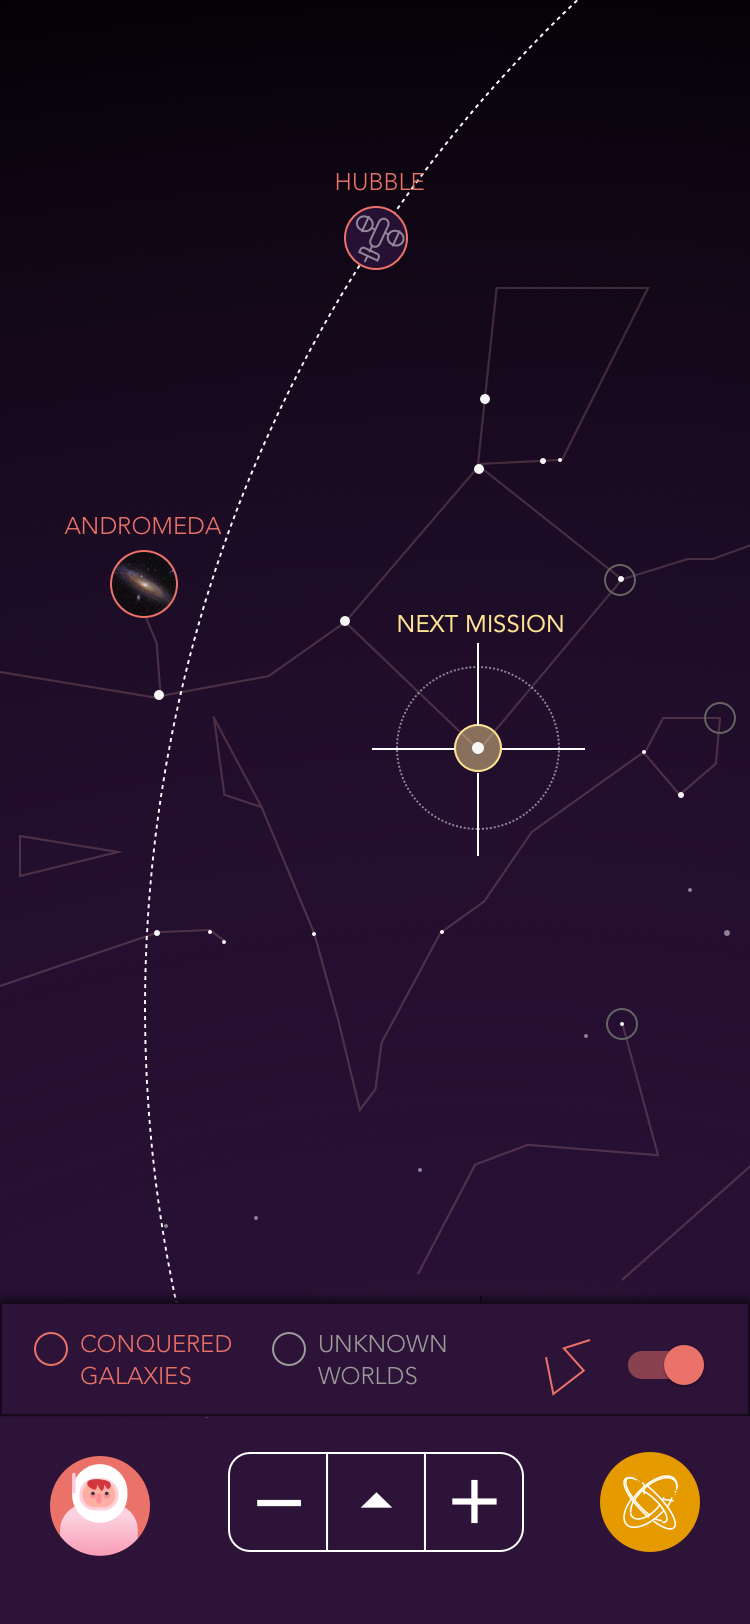 HUBBLE
ANDROMEDA
NEXT MISSION
CONQUERED
GALAXIES
UNKNOWN
WORLDS